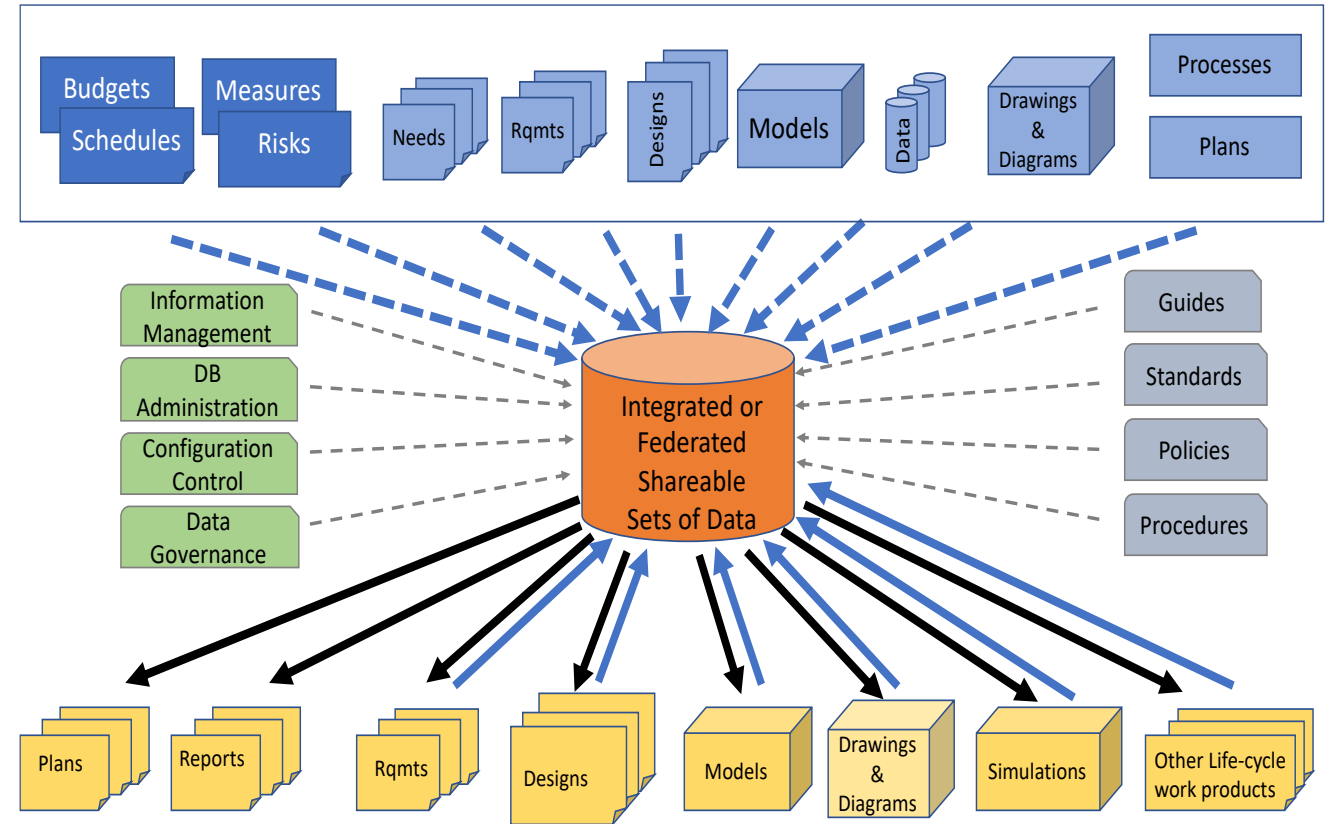 Budgets
Schedules
Measures
Risks
Needs
Rqmts
Designs
Models
Data
Drawings
&
Diagrams
Processes
Plans
Information
Management
DB
Administration
Configuration
Control
Data
Governance
Integrated or
Federated
Shareable
Sets of Data
Guides
Standards
Policies
Procedures
Plans
Reports
Rqmts
Designs
Models
Drawings
&
Diagrams
Simulations
Other Life-cycle
work products